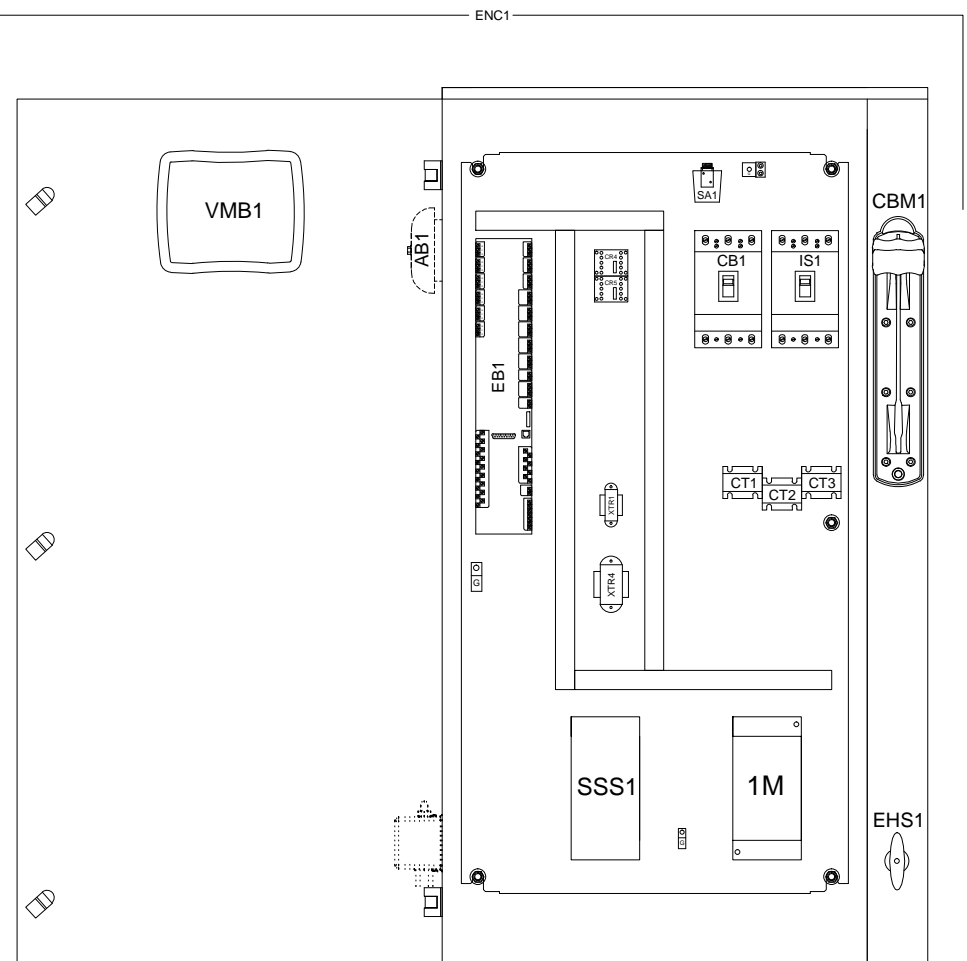 ENC1
VMB1
AB1
SA1
CBM1
CB1
IS1
CR4
CR5
EB1
CT1
CT2
CT3
XTR1
XTR4
G
SSS1
1M
G
EHS1